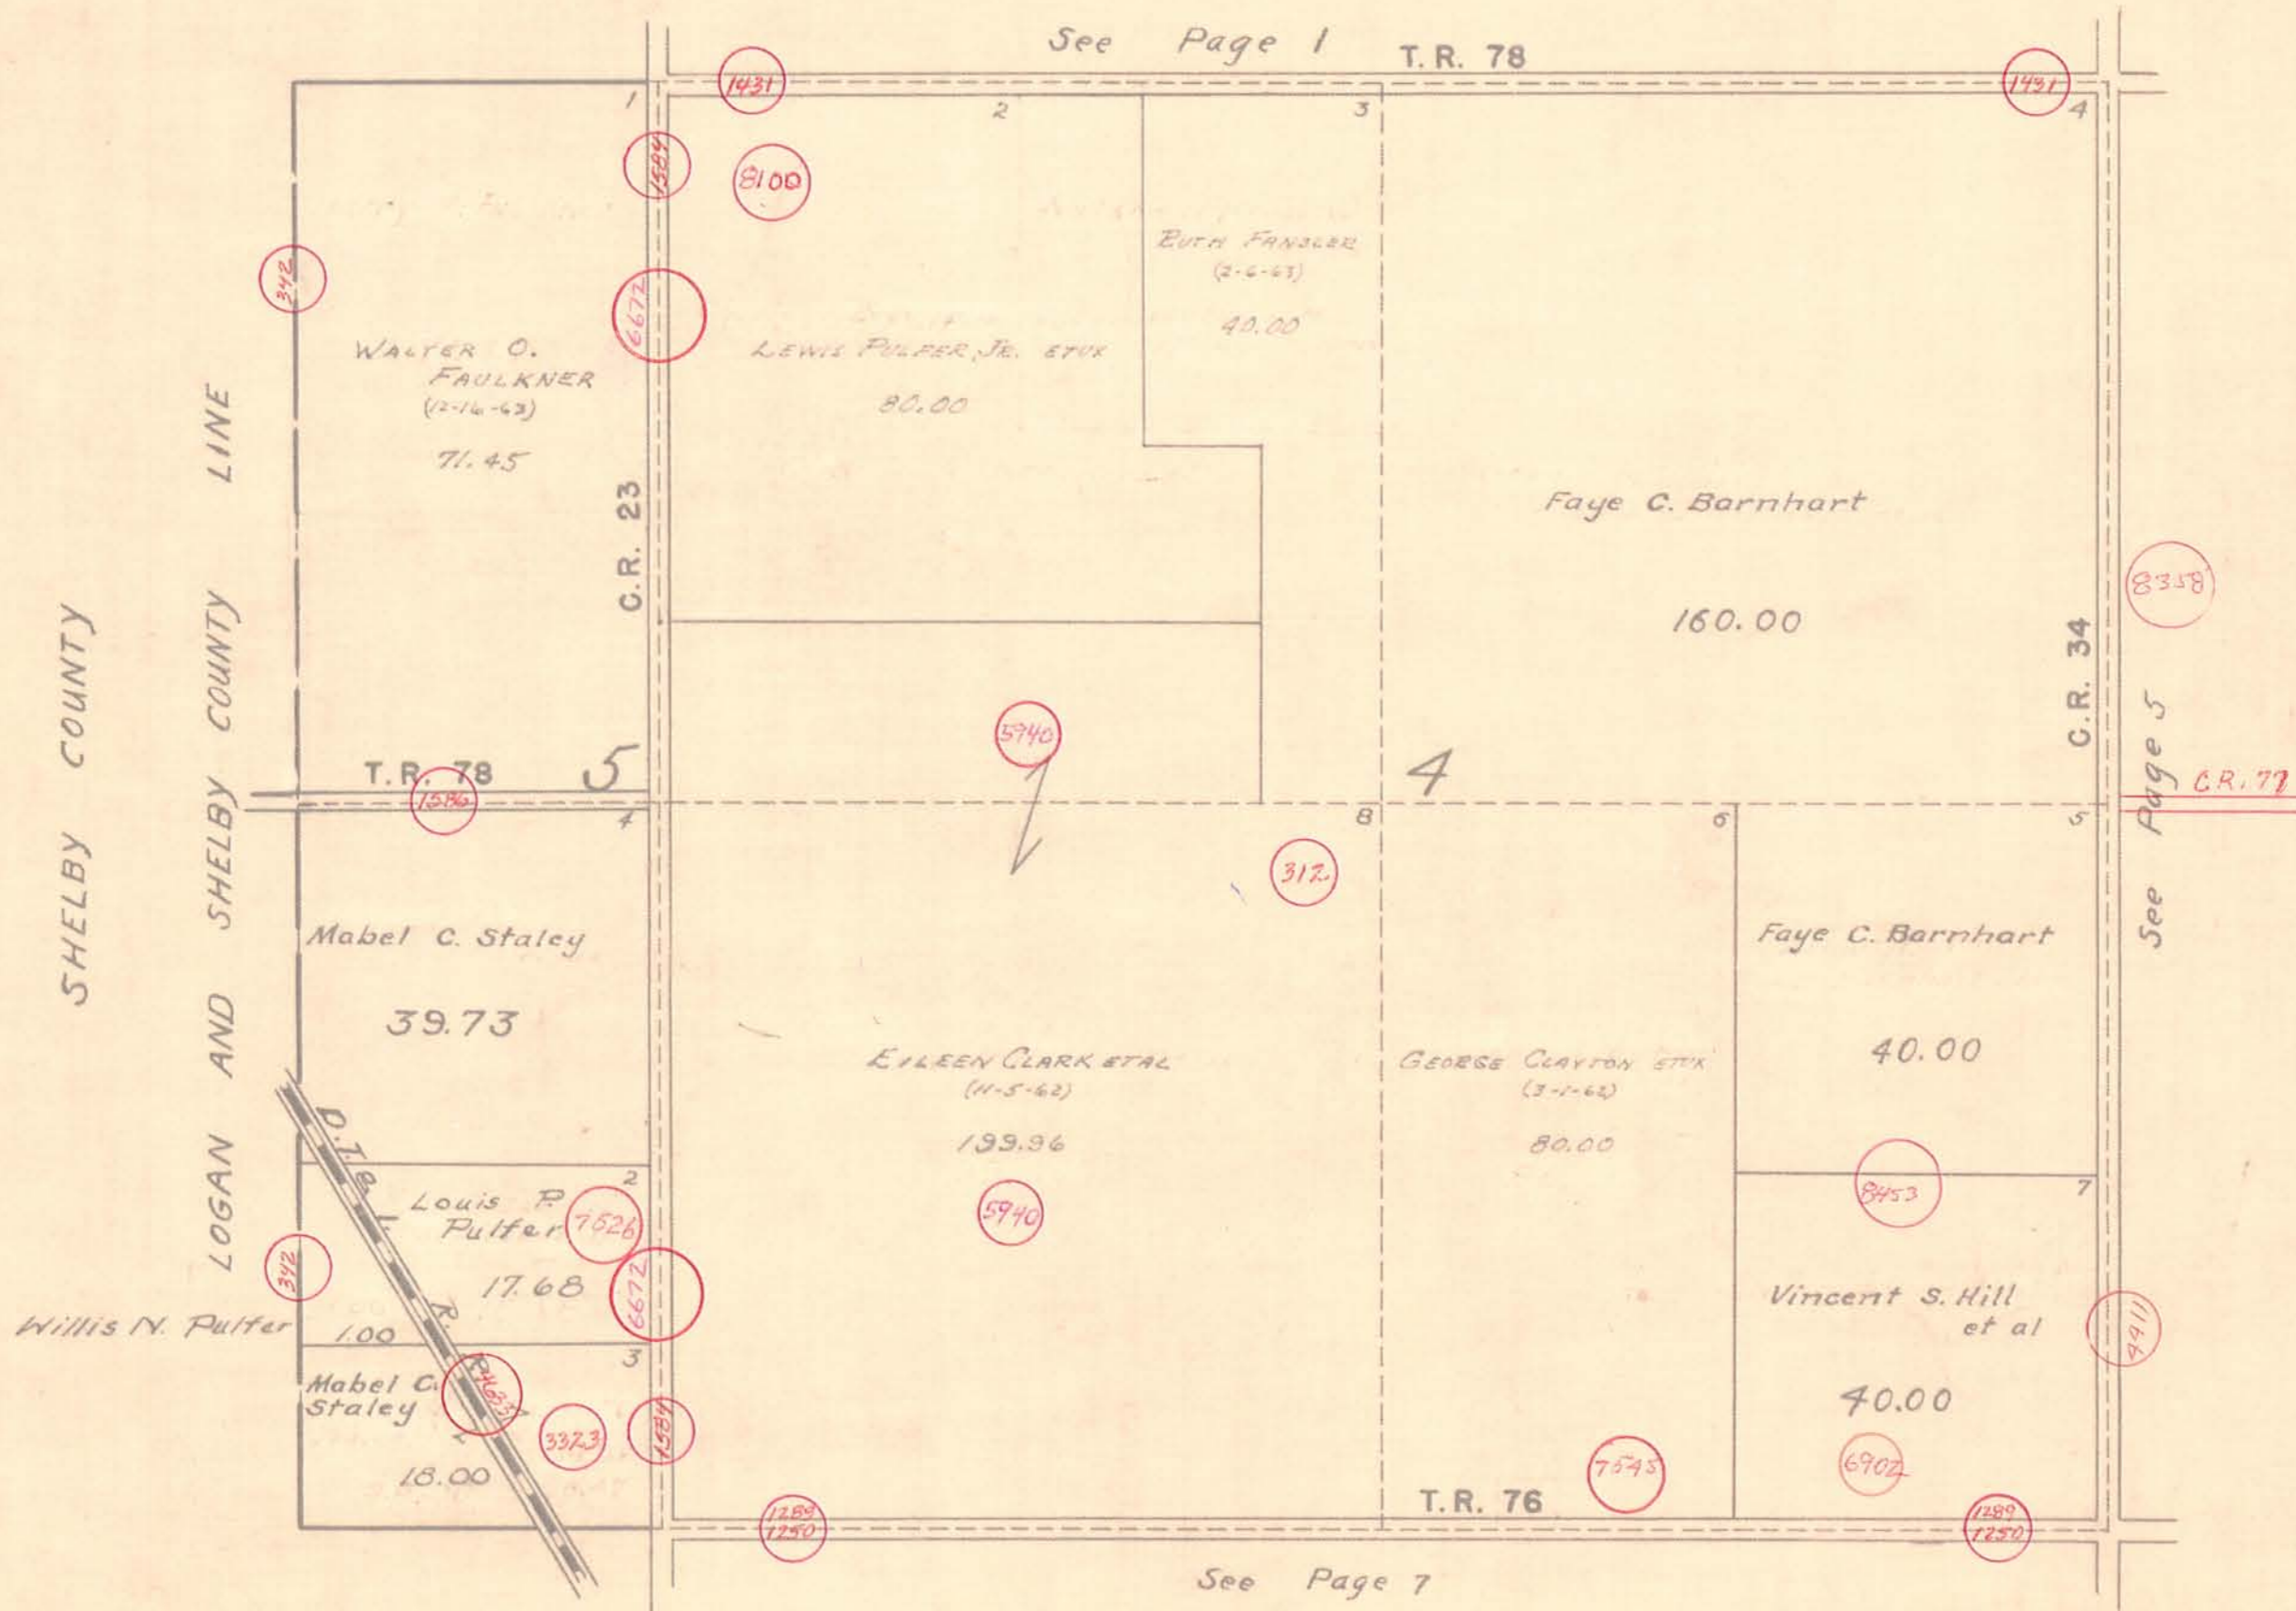 See Page 1
T.R. 78
1431
1431
1
2
3
4
1584
8100
342
6672
RUTH FANSLER
(2-6-63)
40.00
WALTER O.
FAULKNER
(12-16-63)
71.45
LEWIS PULFER, JR. ETUX
80.00
C.R. 23
Faye C. Barnhart
160.00
8358
C.R. 34
SHELBY COUNTY
LOGAN AND SHELBY COUNTY LINE
See Page 5
C.R. 77
T.R. 78
1586
5
5940
4
4
8
6
5
312
Mabel C. Staley
39.73
Faye C. Barnhart
40.00
EILEEN CLARK ETAL
(11-5-62)
199.96
5940
GEORGE CLAYTON ETUX
(3-1-62)
80.00
D.T. & I. R.R.
2
Louis P.
Pulfer
7526
17.68
342
6672
8453
7
Willis N. Pulfer
1.00
Vincent S. Hill
et al
40.00
4911
3
Mabel C.
Staley
18.00
3323
1584
6902
7545
T.R. 76
1289
1250
1289
1250
See Page 7